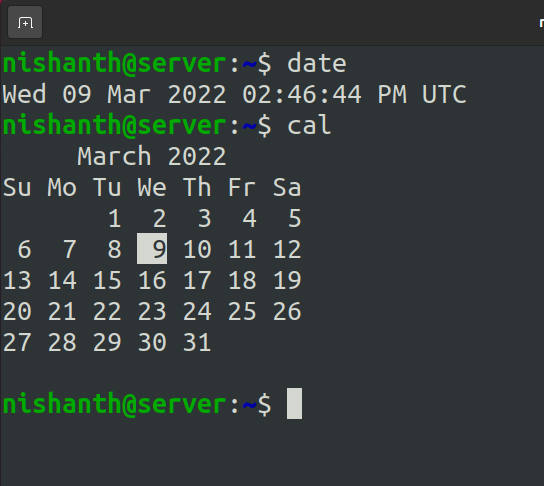 nishanth@server:~$ date
Wed 09 Mar 2022 02:46:44 PM UTC
nishanth@server:~$ cal
     March 2022
Su Mo Tu We Th Fr Sa
       1  2  3  4  5
 6  7  8  9 10 11 12
13 14 15 16 17 18 19
20 21 22 23 24 25 26
27 28 29 30 31
nishanth@server:~$